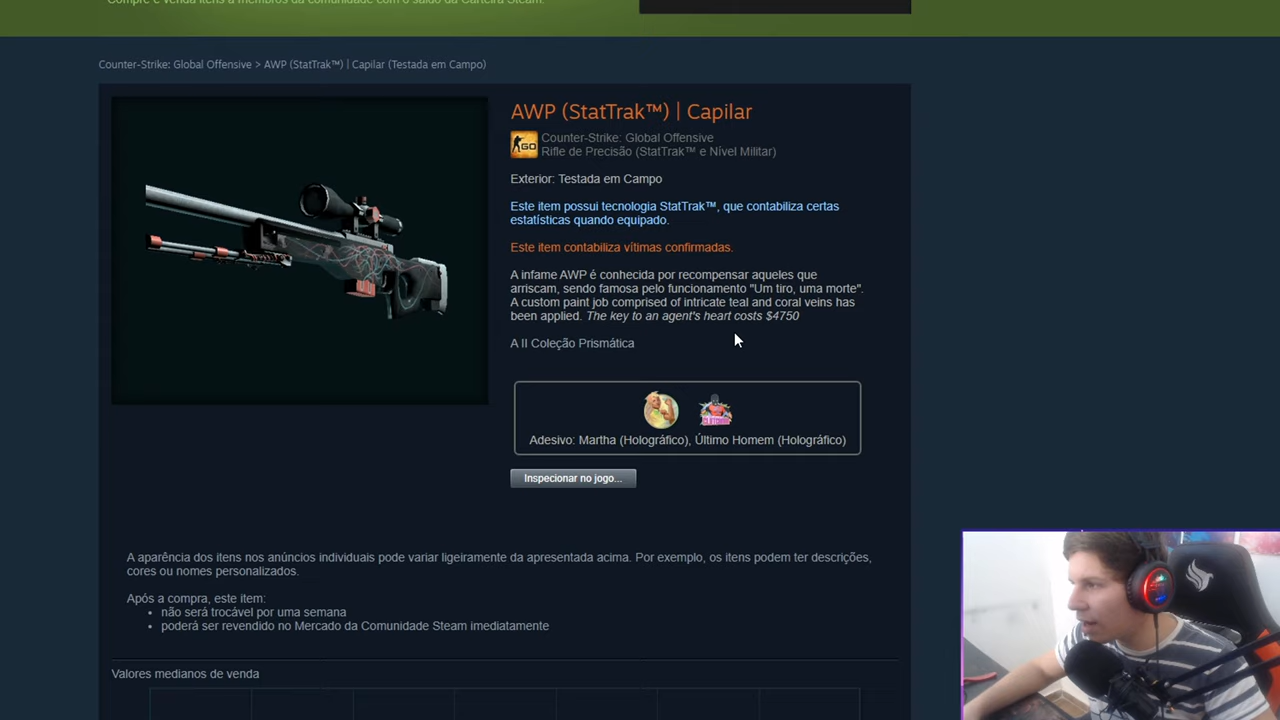 Compre e venda itens a membros da comunidade com o saldo da Carteira Steam.
Counter-Strike: Global Offensive > AWP (StatTrak™) | Capilar (Testada em Campo)
AWP (StatTrak™) | Capilar
GO
Counter-Strike: Global Offensive
Rifle de Precisão (StatTrak™ e Nível Militar)
Exterior: Testada em Campo
Este item possui tecnologia StatTrak™, que contabiliza certas
estatísticas quando equipado.
Este item contabiliza vítimas confirmadas.
A infame AWP é conhecida por recompensar aqueles que
arriscam, sendo famosa pelo funcionamento "Um tiro, uma morte".
A custom paint job comprised of intricate teal and coral veins has
been applied. The key to an agent's heart costs $4750
A II Coleção Prismática
Adesivo: Martha (Holográfico), Último Homem (Holográfico)
Inspecionar no jogo...
A aparência dos itens nos anúncios individuais pode variar ligeiramente da apresentada acima. Por exemplo, os itens podem ter descrições,
cores ou nomes personalizados.
Após a compra, este item:
• não será trocável por uma semana
• poderá ser revendido no Mercado da Comunidade Steam imediatamente
Valores medianos de venda